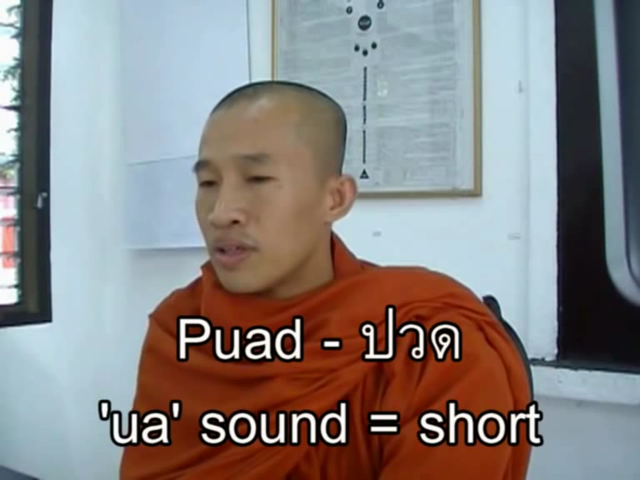 Puad - ปวด
'ua' sound = short